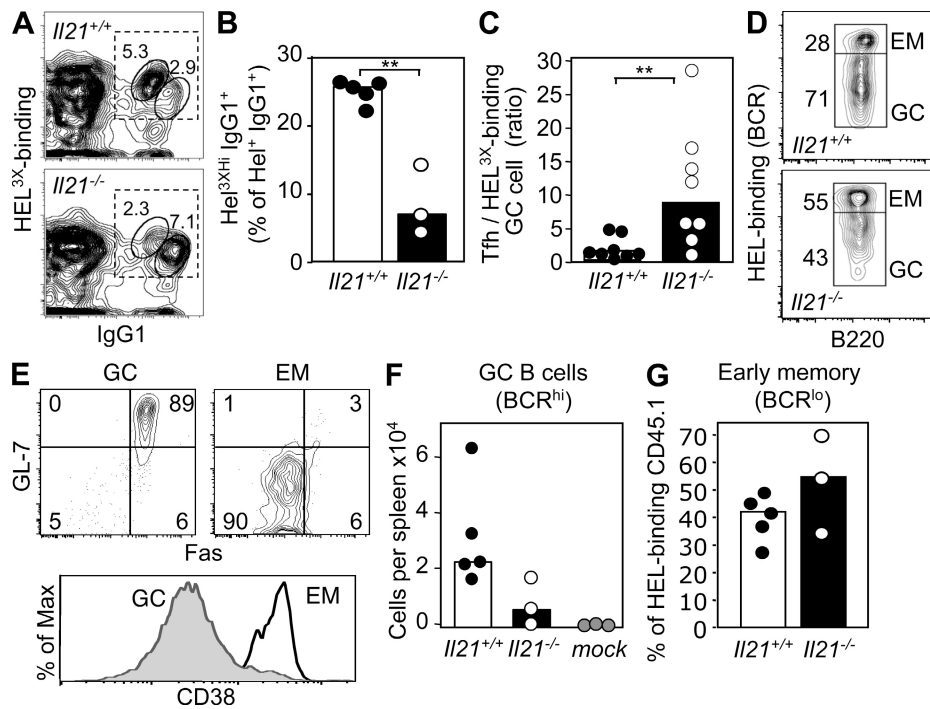 A
Il21+/+
5.3
2.9
Il21-/-
2.3
7.1
HEL3X-binding
IgG1
B
**
30
20
10
0
Hel3XHi IgG1+
(% of Hel+ IgG1+)
Il21+/+ Il21-/-
C
**
30
25
20
15
10
5
0
Tfh / HEL3X-binding
GC cell (ratio)
Il21+/+ Il21-/-
D
28
EM
71
GC
Il21+/+
55
EM
43
GC
Il21-/-
HEL-binding (BCR)
B220
E
GC
EM
0
89
5
6
1
3
90
6
GL-7
Fas
GC
EM
% of Max
CD38
F
GC B cells
(BCRhi)
6
4
2
0
Cells per spleen x104
Il21+/+ Il21-/- mock
G
Early memory
(BCRlo)
70
60
50
40
30
20
10
0
% of HEL-binding CD45.1
Il21+/+ Il21-/-